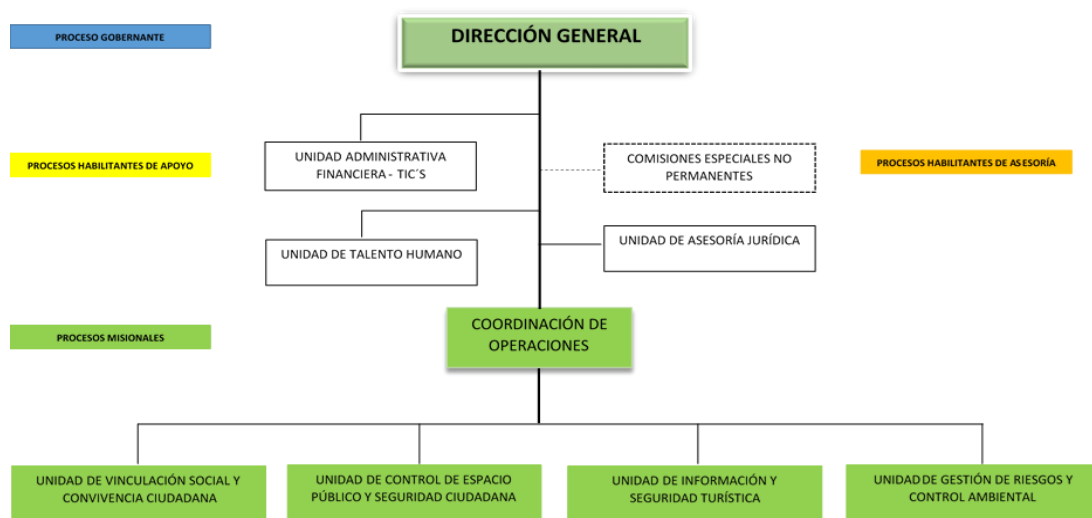 PROCESO GOBERNANTE
DIRECCIÓN GENERAL
PROCESOS HABILITANTES DE APOYO
UNIDAD ADMINISTRATIVA
FINANCIERA - TIC´S
COMISIONES ESPECIALES NO
PERMANENTES
PROCESOS HABILITANTES DE ASESORÍA
UNIDAD DE TALENTO HUMANO
UNIDAD DE ASESORÍA JURÍDICA
PROCESOS MISIONALES
COORDINACIÓN DE
OPERACIONES
UNIDAD DE VINCULACIÓN SOCIAL Y
CONVIVENCIA CIUDADANA
UNIDAD DE CONTROL DE ESPACIO
PÚBLICO Y SEGURIDAD CIUDADANA
UNIDAD DE INFORMACIÓN Y
SEGURIDAD TURÍSTICA
UNIDAD DE GESTIÓN DE RIESGOS Y
CONTROL AMBIENTAL